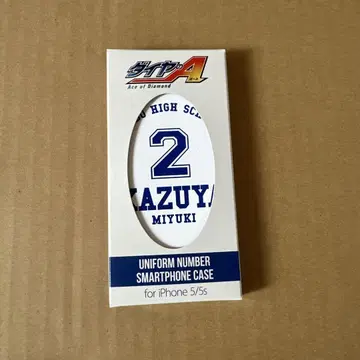 ダイヤのA
Ace of Diamond
HIGH
2
KAZUYA
MIYUKI
UNIFORM NUMBER
SMARTPHONE CASE
for iPhone 5/5s